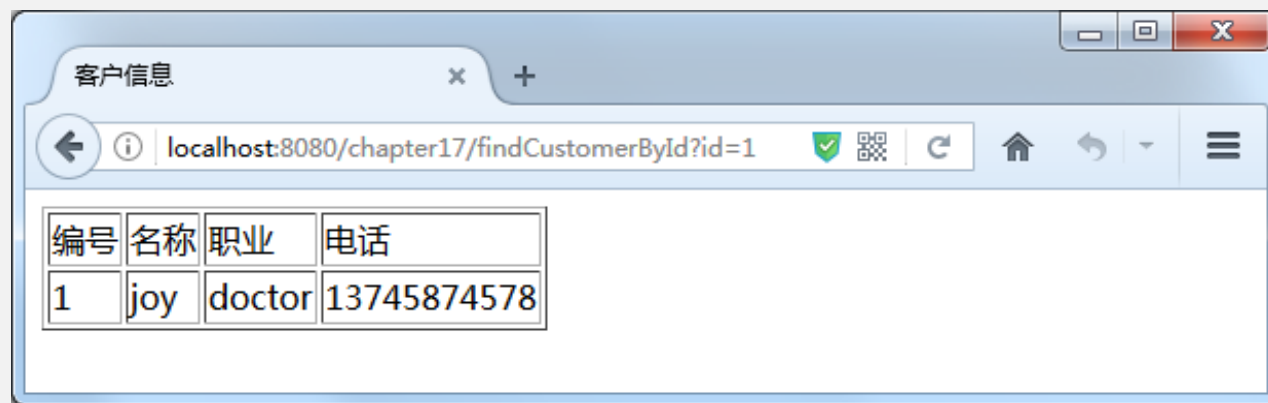 客户信息
localhost:8080/chapter17/findCustomerById?id=1
编号 名称 职业 电话
1 joy doctor 13745874578